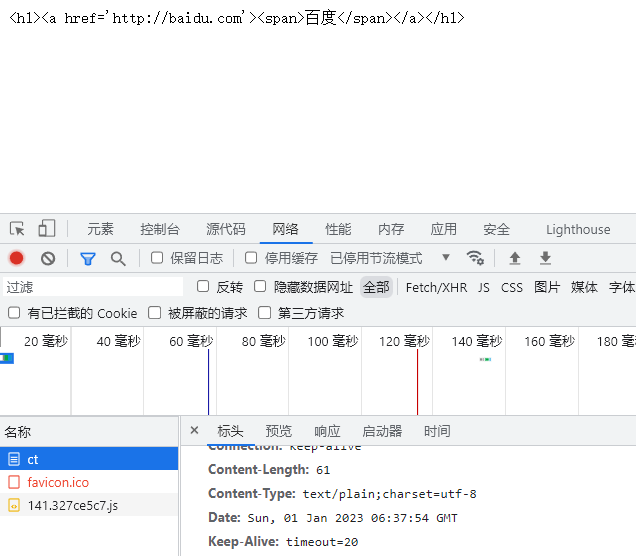 <h1><a href='http://baidu.com'><span>百度</span></a></h1>
元素 控制台 源代码 网络 性能 内存 应用 安全 Lighthouse
保留日志 停用缓存 已停用节流模式
过滤 反转 隐藏数据网址 全部 Fetch/XHR JS CSS 图片 媒体 字体
有已拦截的 Cookie 被屏蔽的请求 第三方请求
20 毫秒 40 毫秒 60 毫秒 80 毫秒 100 毫秒 120 毫秒 140 毫秒 160 毫秒 180 毫
名称 × 标头 预览 响应 启动器 时间
Connection: Keep-alive
ct
Content-Length: 61
favicon.ico
Content-Type: text/plain;charset=utf-8
141.327ce5c7.js
Date: Sun, 01 Jan 2023 06:37:54 GMT
Keep-Alive: timeout=20